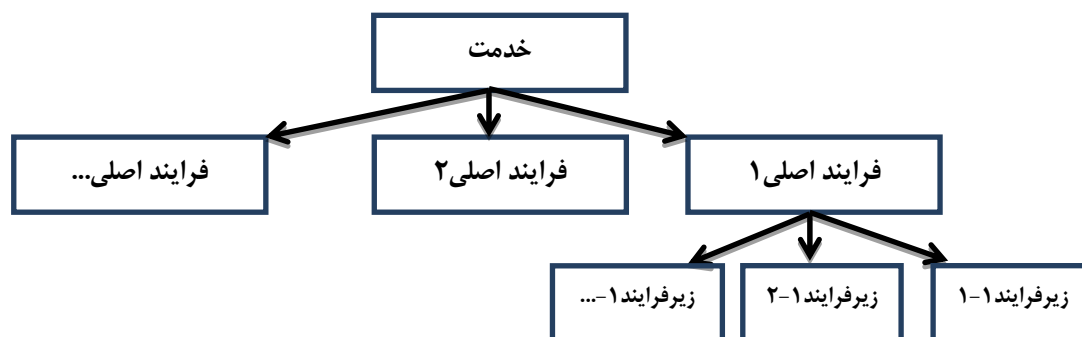 خدمت
فرایند اصلی۱
فرایند اصلی۲
فرایند اصلی...
زیرفرایند۱-۱
زیرفرایند۱-۲
زیرفرایند۱-...